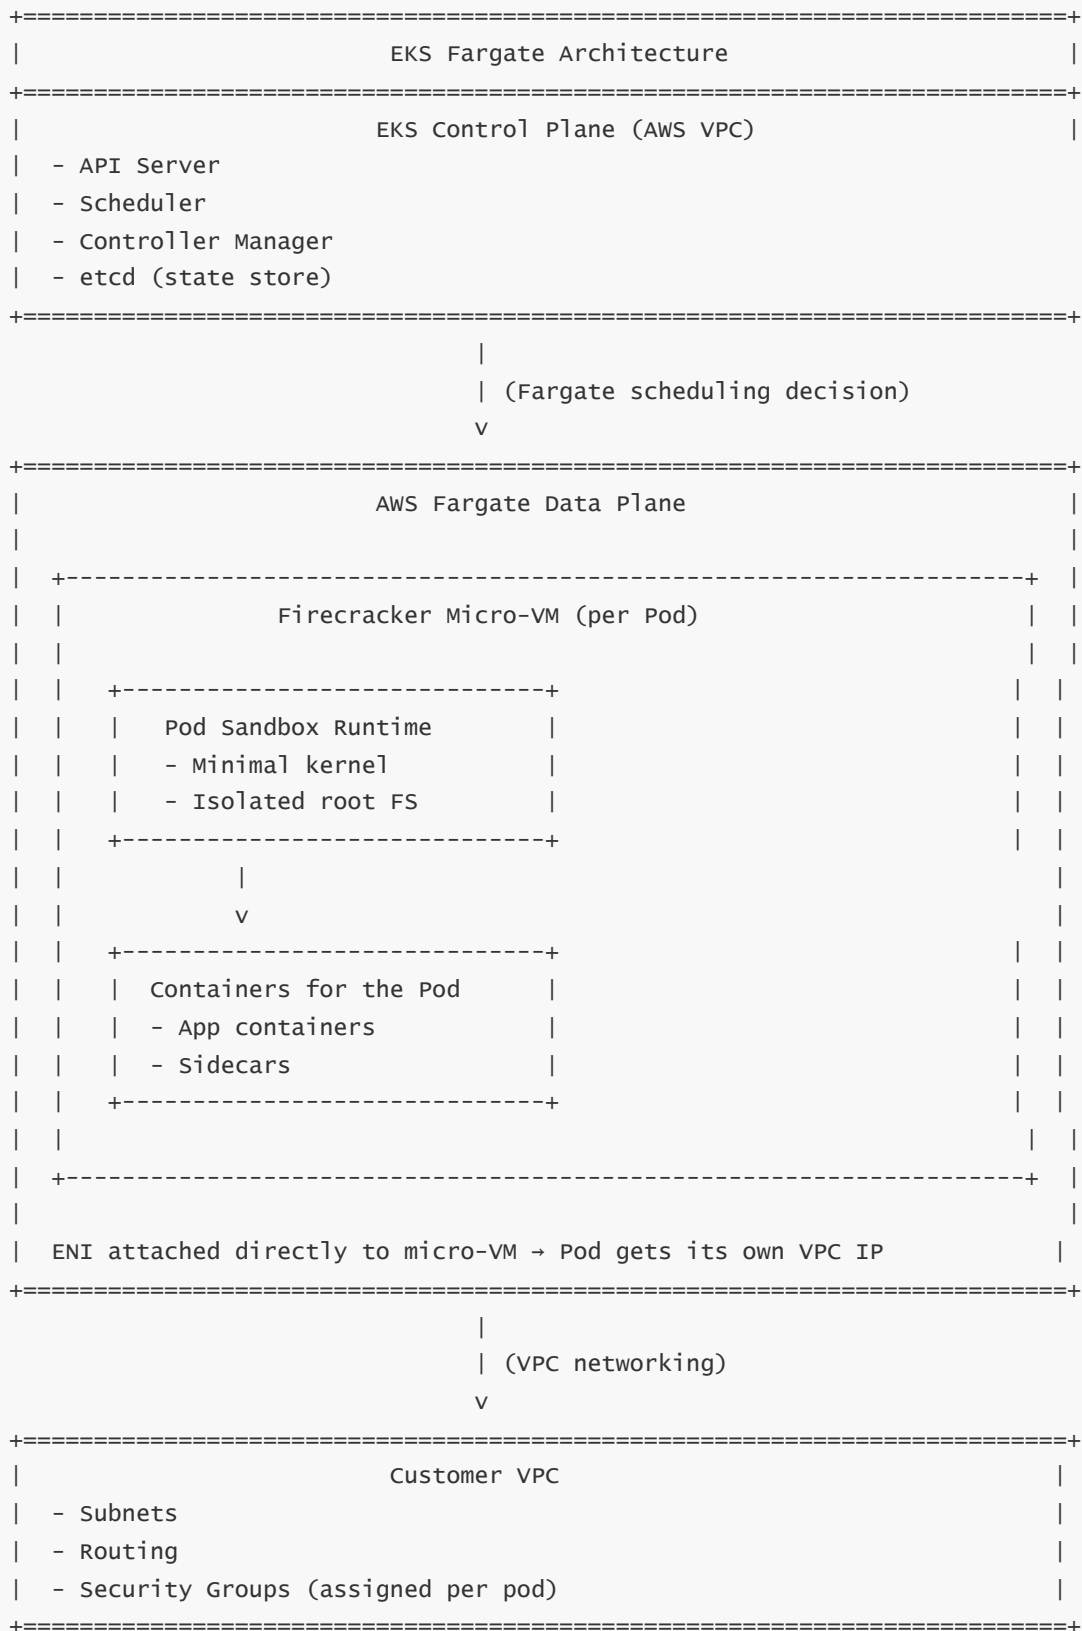 +==========================================================================+
|                          EKS Fargate Architecture                        |
+==========================================================================+
|                         EKS Control Plane (AWS VPC)                      |
|  - API Server
|  - Scheduler
|  - Controller Manager
|  - etcd (state store)
+==========================================================================+
                                 |
                                 | (Fargate scheduling decision)
                                 v
+==========================================================================+
|                         AWS Fargate Data Plane                           |
|                                                                          |
|  +--------------------------------------------------------------------+  |
|  |               Firecracker Micro-VM (per Pod)                       |  |
|  |                                                                    |  |
|  |   +------------------------------+                                |  |
|  |   |   Pod Sandbox Runtime        |                                |  |
|  |   |   - Minimal kernel           |                                |  |
|  |   |   - Isolated root FS         |                                |  |
|  |   +------------------------------+                                |  |
|  |            |                                                         |
|  |            v                                                         |
|  |   +------------------------------+                                |  |
|  |   |  Containers for the Pod      |                                |  |
|  |   |  - App containers            |                                |  |
|  |   |  - Sidecars                  |                                |  |
|  |   +------------------------------+                                |  |
|  |                                                                    |  |
|  +--------------------------------------------------------------------+  |
|                                                                          |
|  ENI attached directly to micro-VM → Pod gets its own VPC IP            |
+==========================================================================+
                                 |
                                 | (VPC networking)
                                 v
+==========================================================================+
|                          Customer VPC                                   |
|  - Subnets                                                              |
|  - Routing                                                              |
|  - Security Groups (assigned per pod)                                   |
+==========================================================================+